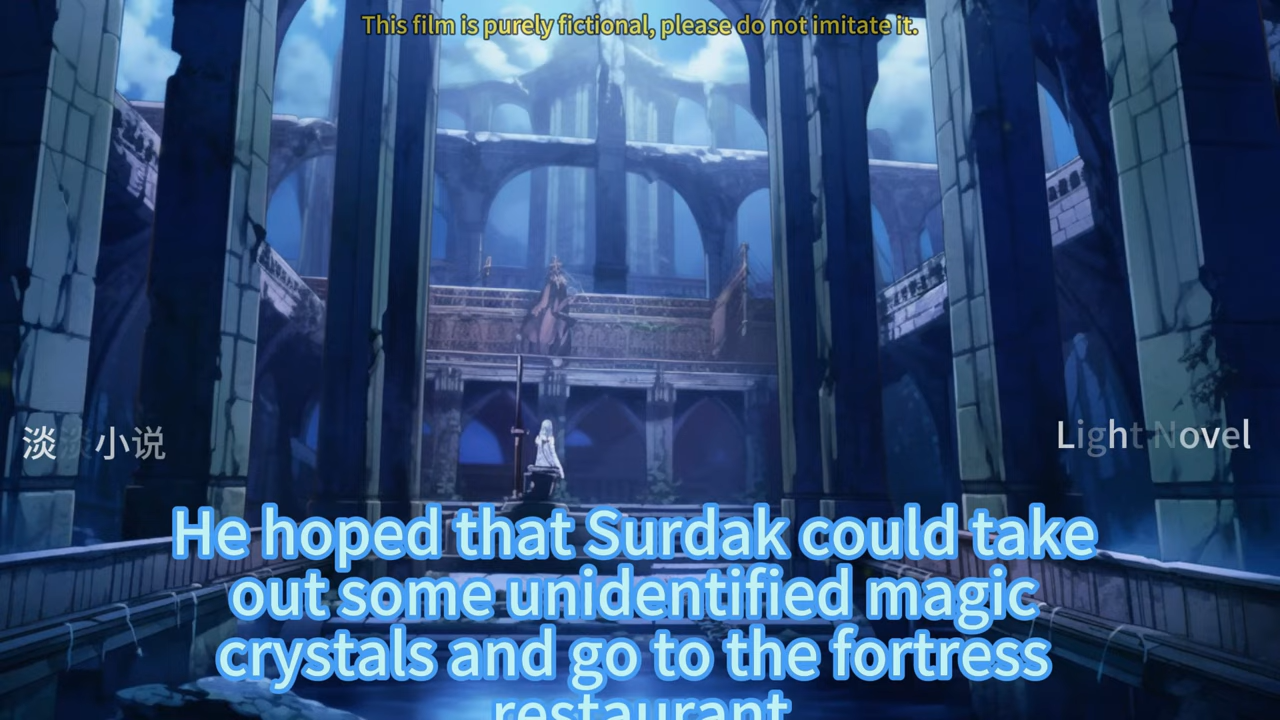 This film is purely fictional, please do not imitate it.
淡淡小说
Light Novel
He hoped that Surdak could take
out some unidentified magic
crystals and go to the fortress
restaurant